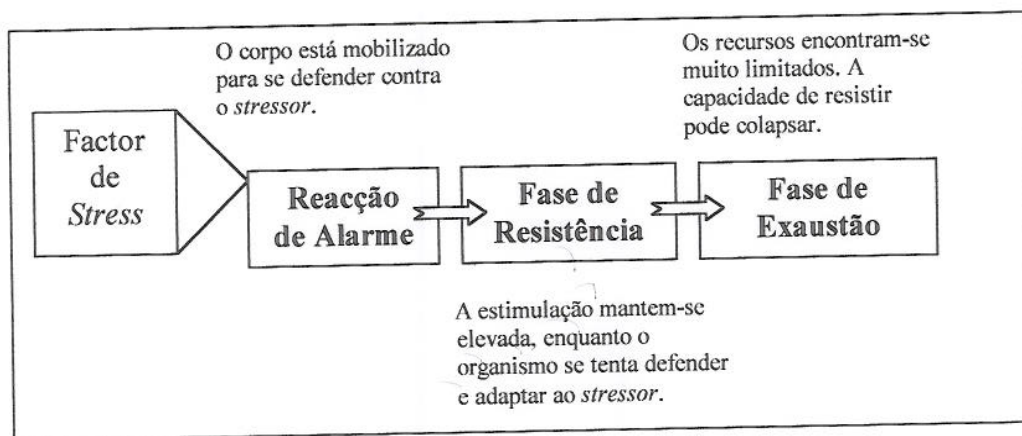 O corpo está mobilizado
para se defender contra
o stressor.
Os recursos encontram-se
muito limitados. A
capacidade de resistir
pode colapsar.
Factor
de
Stress
Reacção
de Alarme
Fase de
Resistência
Fase de
Exaustão
A estimulação mantem-se
elevada, enquanto o
organismo se tenta defender
e adaptar ao stressor.